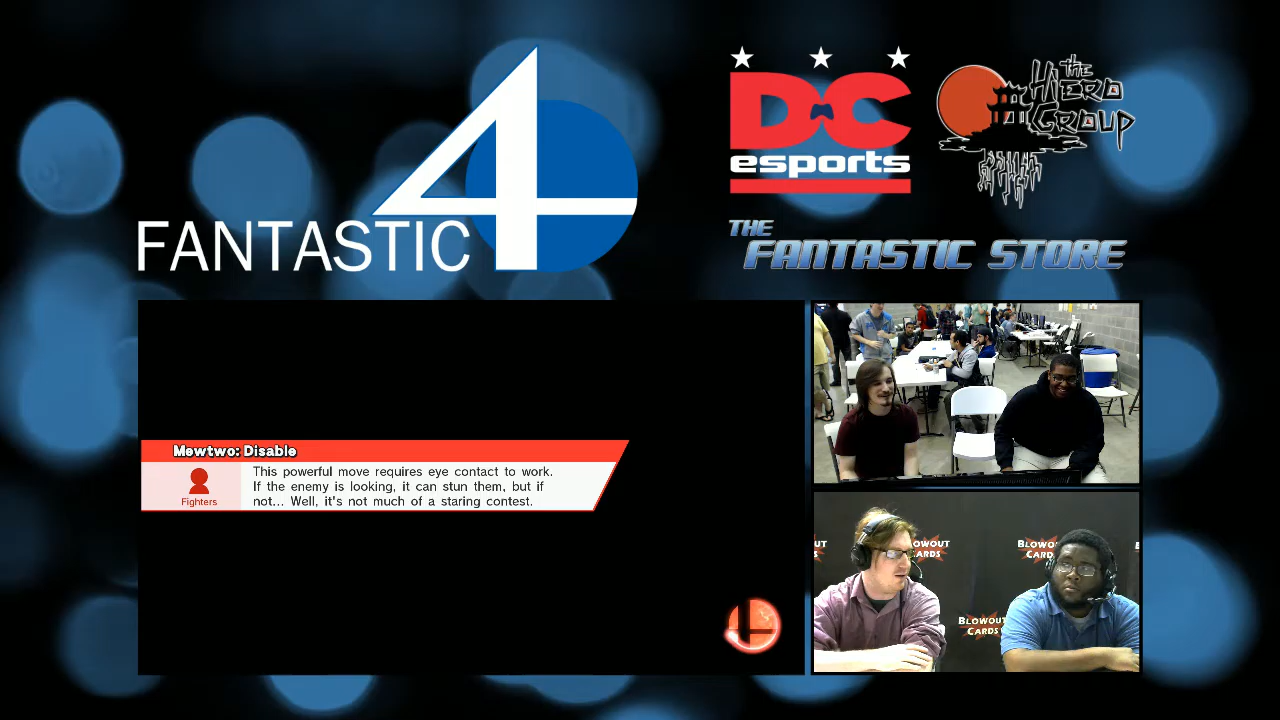 FANTASTIC
4
DC
esports
the
Hero
Group
THE
FANTASTIC STORE
Mewtwo: Disable
This powerful move requires eye contact to work.
If the enemy is looking, it can stun them, but if
not... Well, it's not much of a staring contest.
Fighters
BLOWOUT
CARDS
BLOWOUT
CARDS